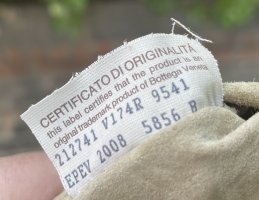 CERTIFICATO DI ORIGINALITÀ
this label certifies that the product is an
original trademark product of Bottega Veneta
212741 V174R 9541
EPEV 2008 5856 B